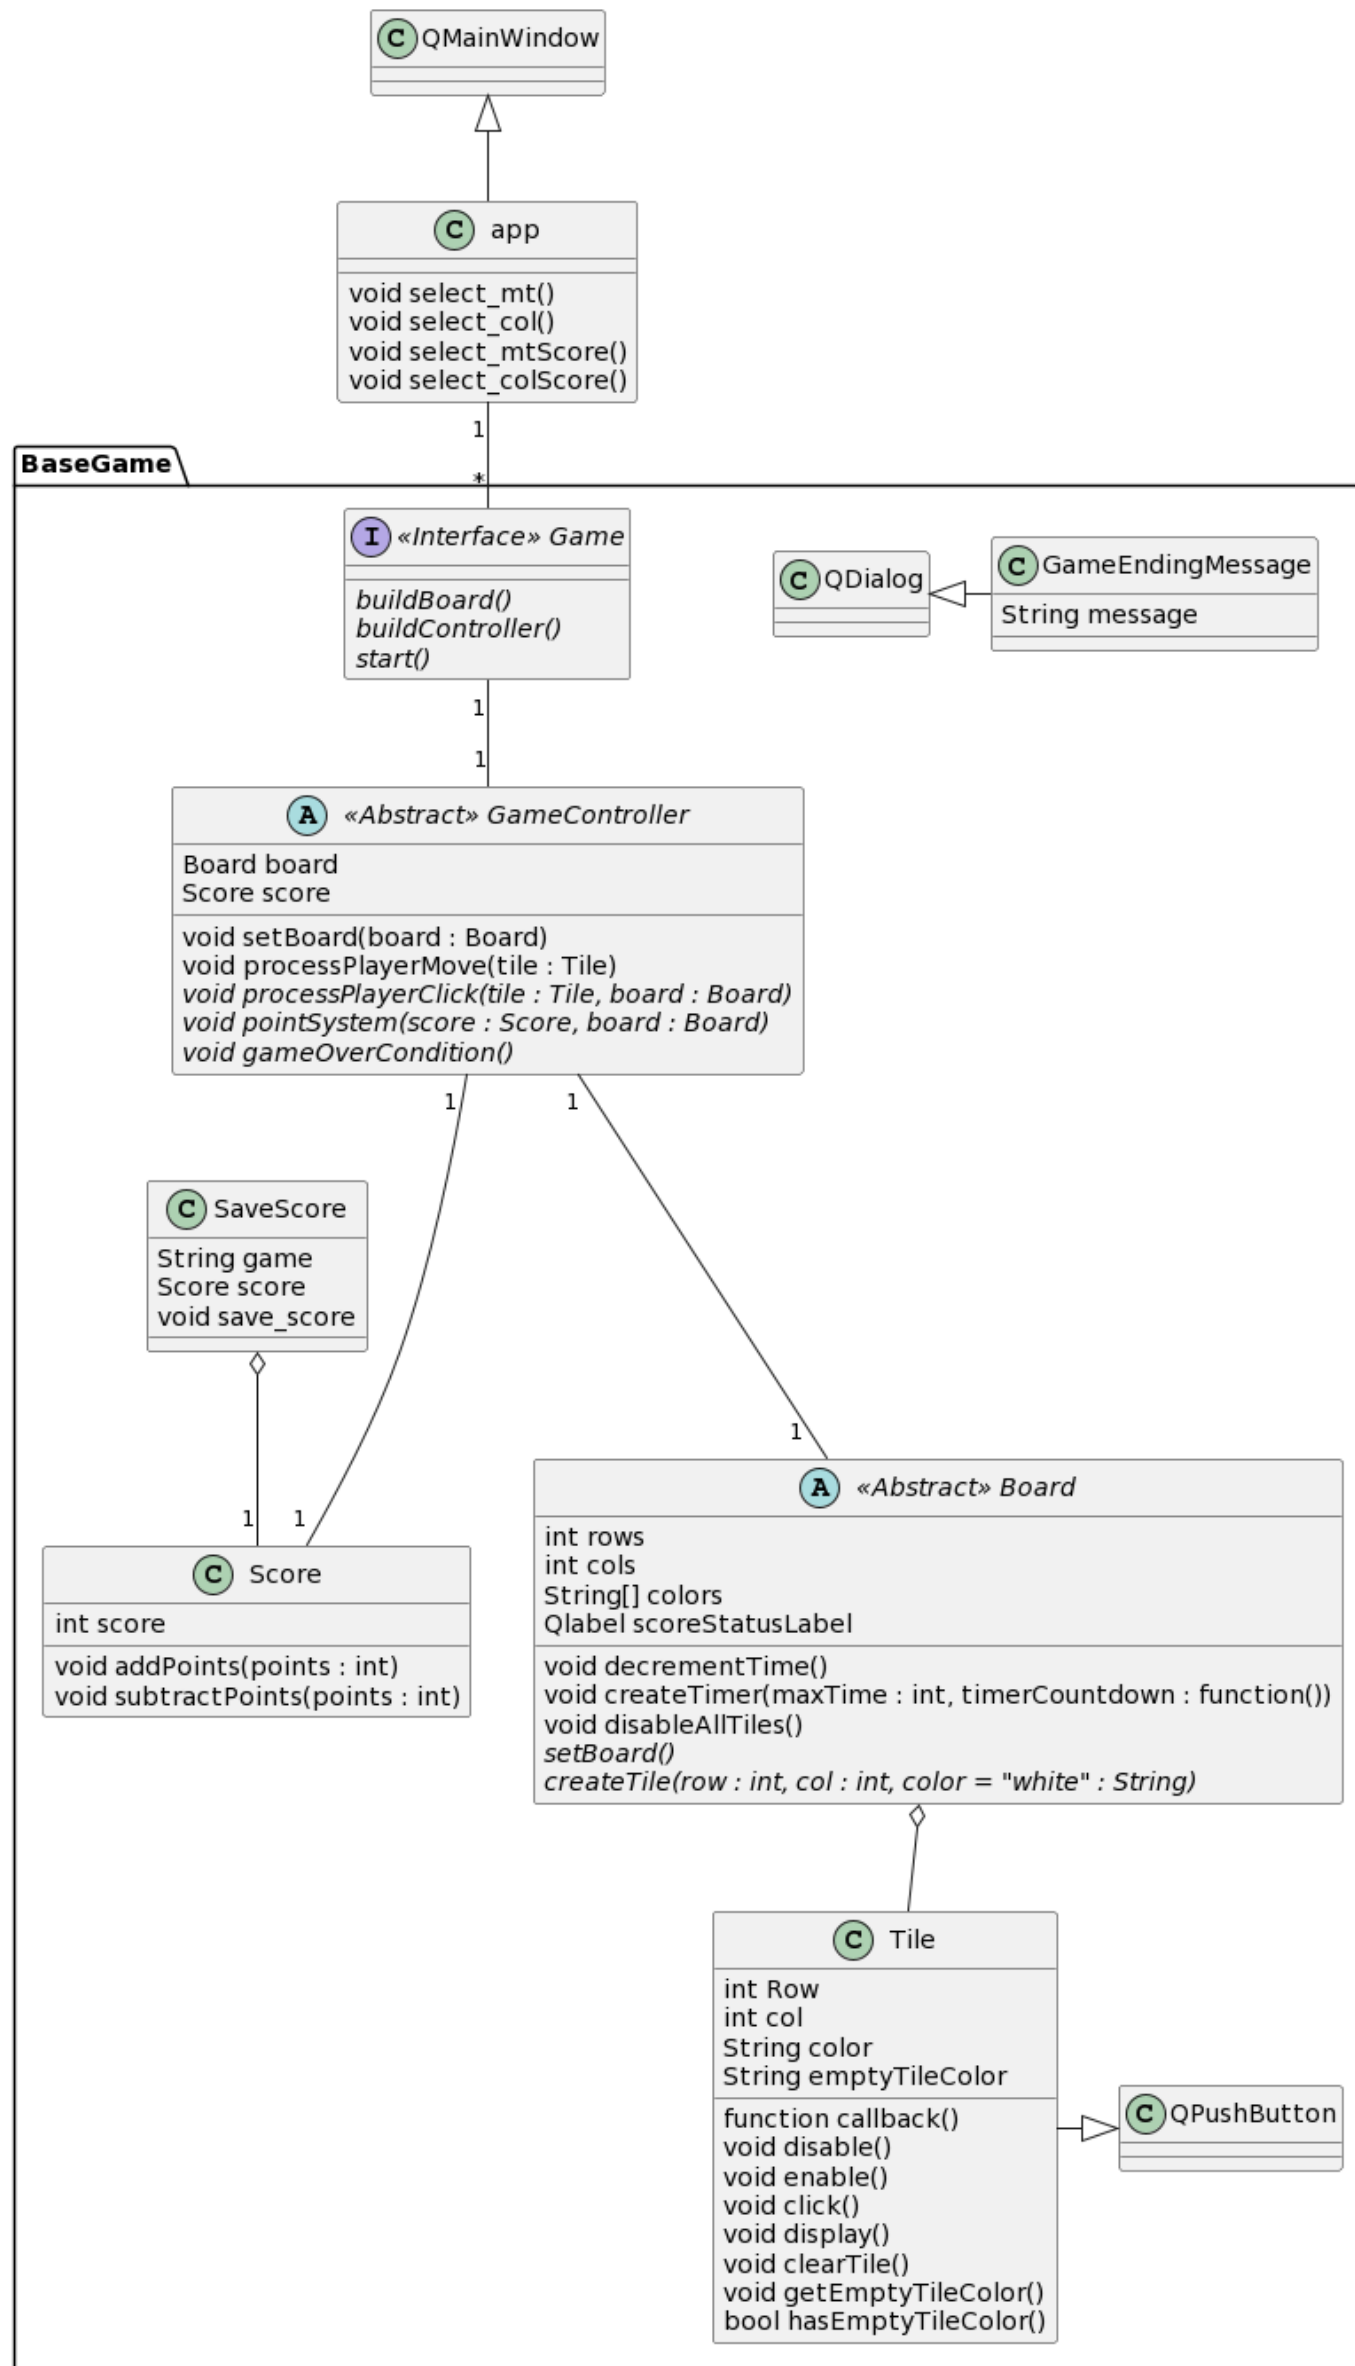 C QMainWindow
C app
void select_mt()
void select_col()
void select_mtScore()
void select_colScore()
1
*
BaseGame
I «Interface» Game
buildBoard()
buildController()
start()
C QDialog
C GameEndingMessage
String message
1
1
A «Abstract» GameController
Board board
Score score
void setBoard(board : Board)
void processPlayerMove(tile : Tile)
void processPlayerClick(tile : Tile, board : Board)
void pointSystem(score : Score, board : Board)
void gameOverCondition()
1
1
C SaveScore
String game
Score score
void save_score
1
1
1
C Score
int score
void addPoints(points : int)
void subtractPoints(points : int)
A «Abstract» Board
int rows
int cols
String[] colors
Qlabel scoreStatusLabel
void decrementTime()
void createTimer(maxTime : int, timerCountdown : function())
void disableAllTiles()
setBoard()
createTile(row : int, col : int, color = "white" : String)
C Tile
int Row
int col
String color
String emptyTileColor
function callback()
void disable()
void enable()
void click()
void display()
void clearTile()
void getEmptyTileColor()
bool hasEmptyTileColor()
C QPushButton